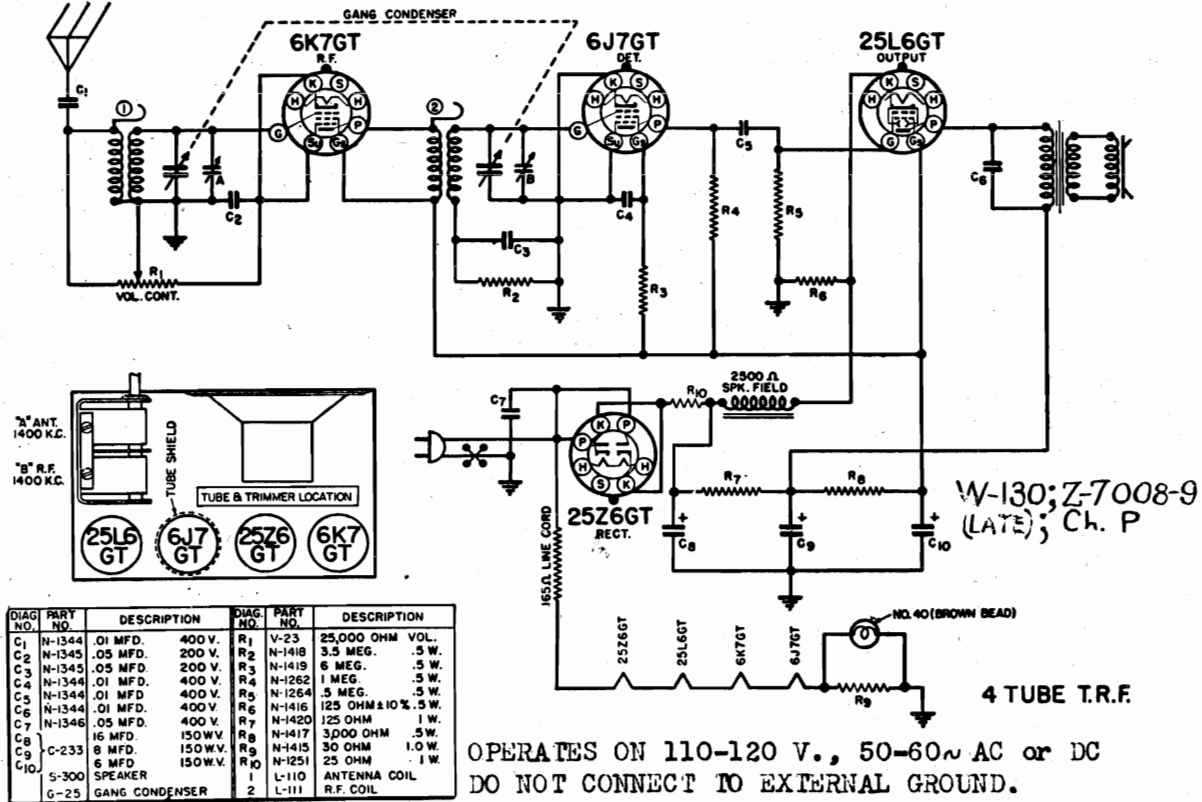 GANG CONDENSER
6K7GT
R.F.
6J7GT
DET.
25L6GT
OUTPUT
K S
H H
G P
Su Gs
K S
H H
G P
Su Gs
K S
H H
P
G Gs
C1
1
2
A
B
C2
C3
C4
C5
C6
R1
VOL. CONT.
R2
R3
R4
R5
R6
2500 Ω
SPK. FIELD
R10
C7
K P
P H
H K
S
25Z6GT
RECT.
R7
R8
+ C8
+ C9
+ C10
W-130; Z-7008-9
(LATE); Ch. P
"A" ANT.
1400 K.C.
"B" R.F.
1400 K.C.
TUBE SHIELD
TUBE & TRIMMER LOCATION
25L6 GT
6J7 GT
25Z6 GT
6K7 GT
165Ω LINE CORD
25Z6GT
25L6GT
6K7GT
6J7GT
NO. 40 (BROWN BEAD)
R9
4 TUBE T.R.F.
DIAG. NO. PART NO. DESCRIPTION DIAG. NO. PART NO. DESCRIPTION
C1 N-1344 .01 MFD. 400 V. R1 V-23 25,000 OHM VOL.
C2 N-1345 .05 MFD. 200 V. R2 N-1418 3.5 MEG. .5 W.
C3 N-1345 .05 MFD. 200 V. R3 N-1419 6 MEG. .5 W.
C4 N-1344 .01 MFD. 400 V. R4 N-1262 1 MEG. .5 W.
C5 N-1344 .01 MFD 400 V. R5 N-1264 .5 MEG. .5 W.
C6 N-1344 .01 MFD 400 V. R6 N-1416 125 OHM±10% .5 W.
C7 N-1346 .05 MFD. 400 V. R7 N-1420 125 OHM 1 W.
C8 16 MFD. 150 W.V. R8 N-1417 3,000 OHM .5 W.
C9 C-233 8 MFD. 150 W.V. R9 N-1415 30 OHM 1.0 W.
C10 6 MFD 150 W.V. R10 N-1251 25 OHM .1 W.
S-300 SPEAKER 1 L-110 ANTENNA COIL
G-25 GANG CONDENSER 2 L-111 R.F. COIL
OPERATES ON 110-120 V., 50-60~ AC or DC
DO NOT CONNECT TO EXTERNAL GROUND.